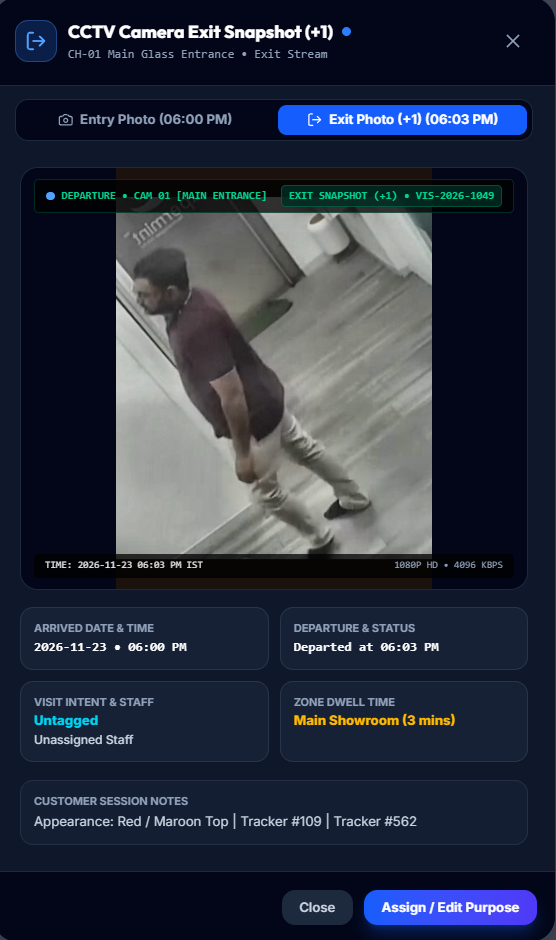 CCTV Camera Exit Snapshot (+1)
CH-01 Main Glass Entrance • Exit Stream
Entry Photo (06:00 PM)
Exit Photo (+1) (06:03 PM)
DEPARTURE • CAM 01 [MAIN ENTRANCE]
EXIT SNAPSHOT (+1) • VIS-2026-1049
TIME: 2026-11-23 06:03 PM IST
1080P HD • 4096 KBPS
ARRIVED DATE & TIME
2026-11-23 • 06:00 PM
DEPARTURE & STATUS
Departed at 06:03 PM
VISIT INTENT & STAFF
Untagged
Unassigned Staff
ZONE DWELL TIME
Main Showroom (3 mins)
CUSTOMER SESSION NOTES
Appearance: Red / Maroon Top | Tracker #109 | Tracker #562
Close
Assign / Edit Purpose